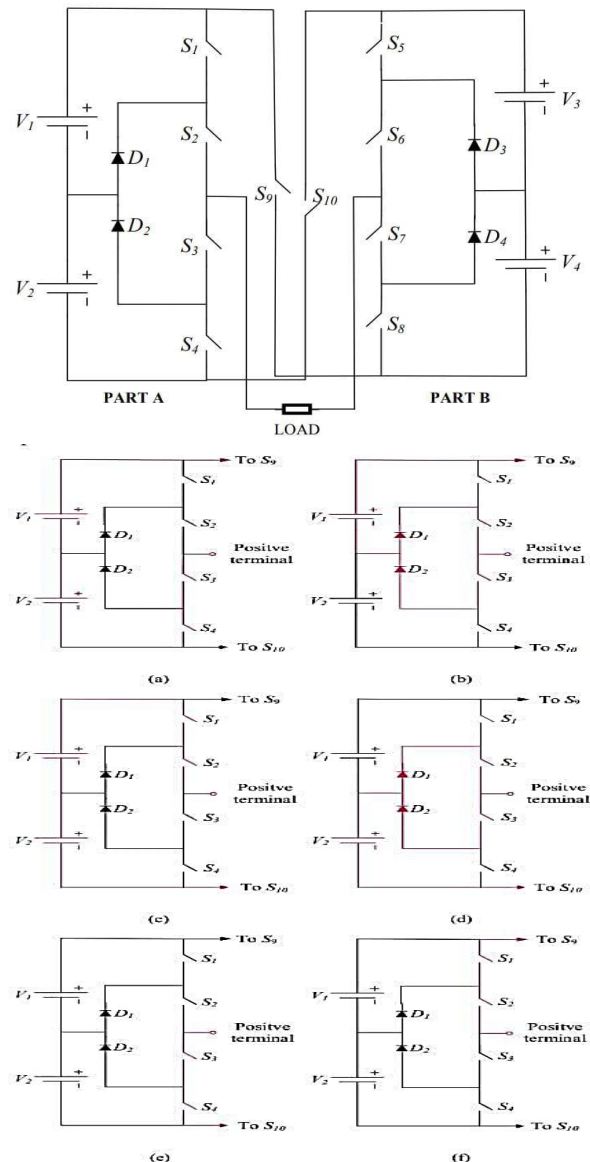 S1
S5
V1
+
-
D1
S2
S6
D3
+
-
V3
S9
S10
D2
S3
S7
D4
V2
+
-
S4
S8
+
-
V4
PART A
PART B
LOAD
To S9
S1
V1
+
-
D1
S2
Positve
terminal
D2
S3
V2
+
-
S4
To S10
(a)
To S9
S1
V1
+
-
D1
S2
Positve
terminal
D2
S3
V2
+
-
S4
To S10
(b)
To S9
S1
V1
+
-
D1
S2
Positve
terminal
D2
S3
V2
+
-
S4
To S10
(c)
To S9
S1
V1
+
-
D1
S2
Positve
terminal
D2
S3
V2
+
-
S4
To S10
(d)
To S9
S1
V1
+
-
D1
S2
Positve
terminal
D2
S3
V2
+
-
S4
To S10
(e)
To S9
S1
V1
+
-
D1
S2
Positve
terminal
D2
S3
V2
+
-
S4
To S10
(f)